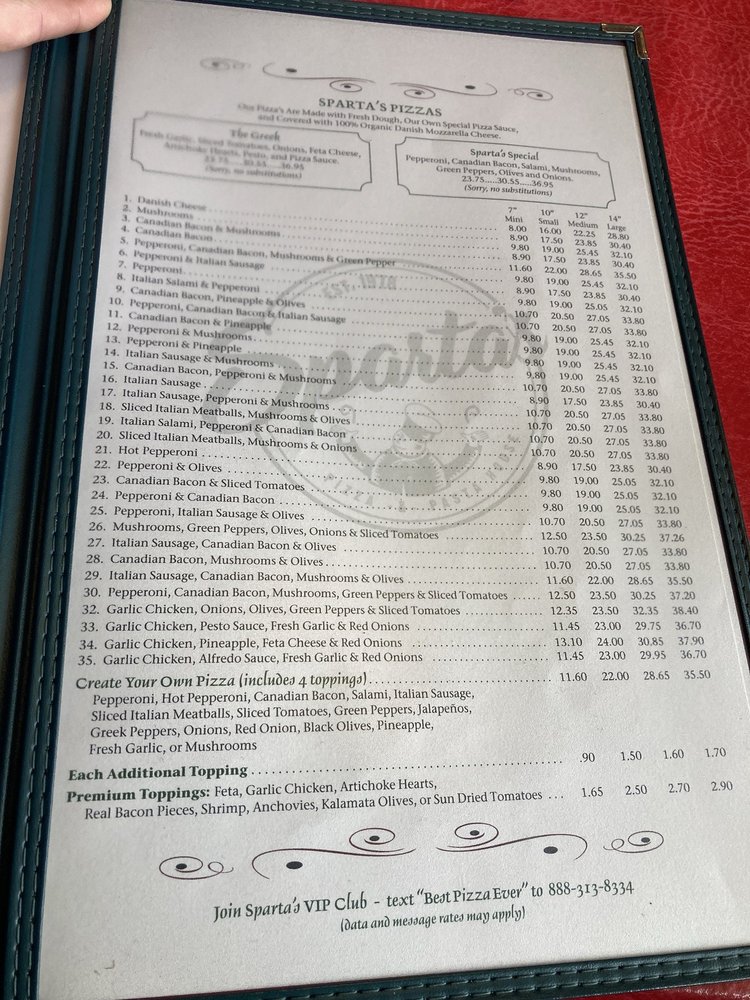 SPARTA'S PIZZAS
Our Pizza's Are Made with Fresh Dough, Our Own Special Pizza Sauce,
and Covered with 100% Organic Danish Mozzarella Cheese.
The Greek
Fresh Garlic, Sliced Tomatoes, Onions, Feta Cheese,
Artichoke Hearts, Pesto, and Pizza Sauce.
23.75.....30.55.....36.95
(Sorry, no substitutions)
Sparta's Special
Pepperoni, Canadian Bacon, Salami, Mushrooms,
Green Peppers, Olives and Onions.
23.75.....30.55.....36.95
(Sorry, no substitutions)
7" 10" 12" 14"
Mini Small Medium Large
1. Danish Cheese 8.00 16.00 22.25 28.80
2. Mushrooms 8.90 17.50 23.85 30.40
3. Canadian Bacon & Mushrooms 9.80 19.00 25.45 32.10
4. Canadian Bacon 8.90 17.50 23.85 30.40
5. Pepperoni, Canadian Bacon, Mushrooms & Green Pepper 11.60 22.00 28.65 35.50
6. Pepperoni & Italian Sausage 9.80 19.00 25.45 32.10
7. Pepperoni 8.90 17.50 23.85 30.40
8. Italian Salami & Pepperoni 9.80 19.00 25.05 32.10
9. Canadian Bacon, Pineapple & Olives 10.70 20.50 27.05 33.80
10. Pepperoni, Canadian Bacon & Italian Sausage 10.70 20.50 27.05 33.80
11. Canadian Bacon & Pineapple 9.80 19.00 25.45 32.10
12. Pepperoni & Mushrooms 9.80 19.00 25.45 32.10
13. Pepperoni & Pineapple 9.80 19.00 25.45 32.10
14. Italian Sausage & Mushrooms 9.80 19.00 25.45 32.10
15. Canadian Bacon, Pepperoni & Mushrooms 10.70 20.50 27.05 33.80
16. Italian Sausage 8.90 17.50 23.85 30.40
17. Italian Sausage, Pepperoni & Mushrooms 10.70 20.50 27.05 33.80
18. Sliced Italian Meatballs, Mushrooms & Olives 10.70 20.50 27.05 33.80
19. Italian Salami, Pepperoni & Canadian Bacon 10.70 20.50 27.05 33.80
20. Sliced Italian Meatballs, Mushrooms & Onions 10.70 20.50 27.05 33.80
21. Hot Pepperoni 8.90 17.50 23.85 30.40
22. Pepperoni & Olives 9.80 19.00 25.05 32.10
23. Canadian Bacon & Sliced Tomatoes 9.80 19.00 25.05 32.10
24. Pepperoni & Canadian Bacon 9.80 19.00 25.05 32.10
25. Pepperoni, Italian Sausage & Olives 10.70 20.50 27.05 33.80
26. Mushrooms, Green Peppers, Olives, Onions & Sliced Tomatoes 12.50 23.50 30.25 37.26
27. Italian Sausage, Canadian Bacon & Olives 10.70 20.50 27.05 33.80
28. Canadian Bacon, Mushrooms & Olives 10.70 20.50 27.05 33.80
29. Italian Sausage, Canadian Bacon, Mushrooms & Olives 11.60 22.00 28.65 35.50
30. Pepperoni, Canadian Bacon, Mushrooms, Green Peppers & Sliced Tomatoes 12.50 23.50 30.25 37.20
32. Garlic Chicken, Onions, Olives, Green Peppers & Sliced Tomatoes 12.35 23.50 32.35 38.40
33. Garlic Chicken, Pesto Sauce, Fresh Garlic & Red Onions 11.45 23.00 29.75 36.70
34. Garlic Chicken, Pineapple, Feta Cheese & Red Onions 13.10 24.00 30.85 37.90
35. Garlic Chicken, Alfredo Sauce, Fresh Garlic & Red Onions 11.45 23.00 29.95 36.70
Create Your Own Pizza (includes 4 toppings) 11.60 22.00 28.65 35.50
Pepperoni, Hot Pepperoni, Canadian Bacon, Salami, Italian Sausage,
Sliced Italian Meatballs, Sliced Tomatoes, Green Peppers, Jalapeños,
Greek Peppers, Onions, Red Onion, Black Olives, Pineapple,
Fresh Garlic, or Mushrooms
Each Additional Topping .90 1.50 1.60 1.70
Premium Toppings: Feta, Garlic Chicken, Artichoke Hearts,
Real Bacon Pieces, Shrimp, Anchovies, Kalamata Olives, or Sun Dried Tomatoes ... 1.65 2.50 2.70 2.90
Join Sparta's VIP Club - text "Best Pizza Ever" to 888-313-8334
(data and message rates may apply)
EST. 1976
Sparta
PIZZA & PASTA HOUSE